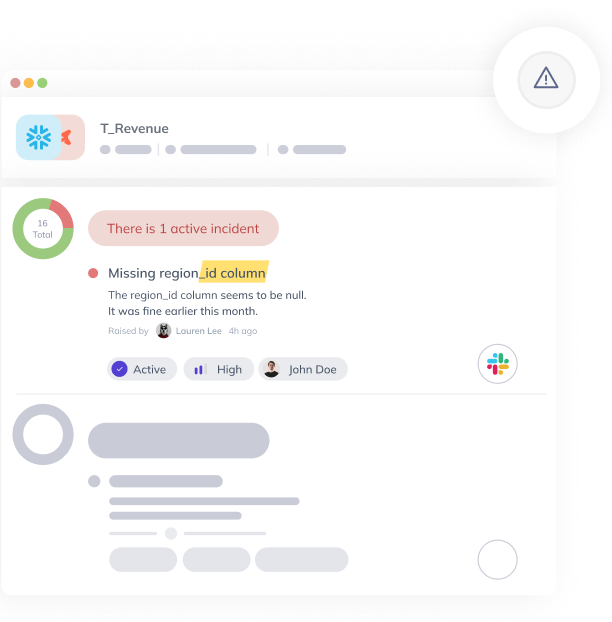 T_Revenue
16
Total
There is 1 active incident
Missing region_id column
The region_id column seems to be null.
It was fine earlier this month.
Raised by Lauren Lee 4h ago
Active High John Doe